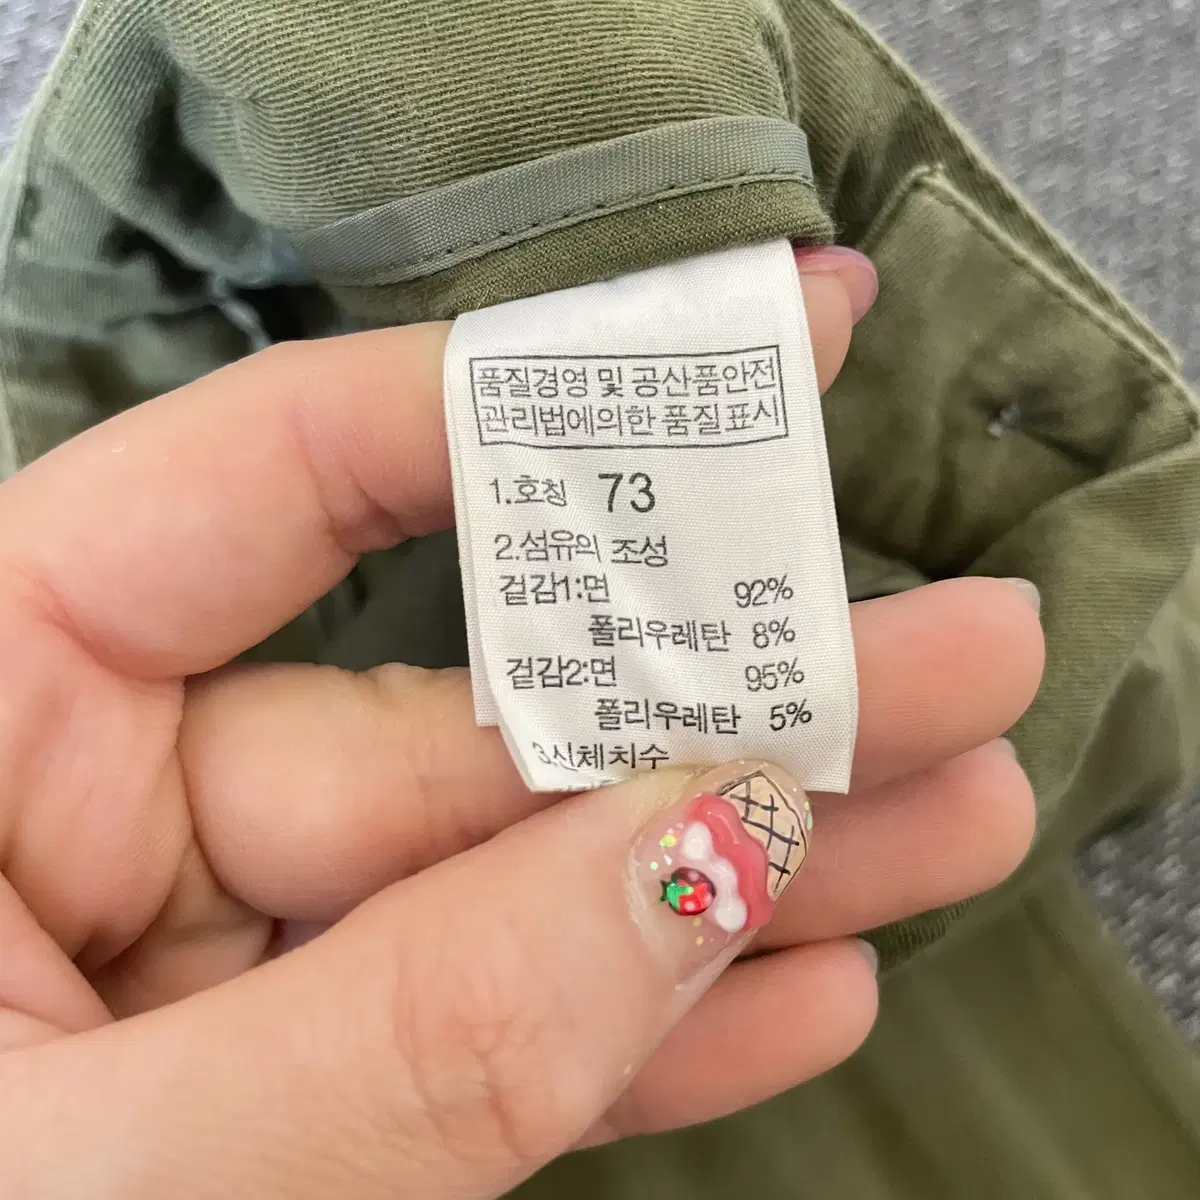 품질경영 및 공산품안전
관리법에의한 품질표시
1.호칭 73
2.섬유의 조성
겉감1:면 92%
폴리우레탄 8%
겉감2:면 95%
폴리우레탄 5%
3신체치수